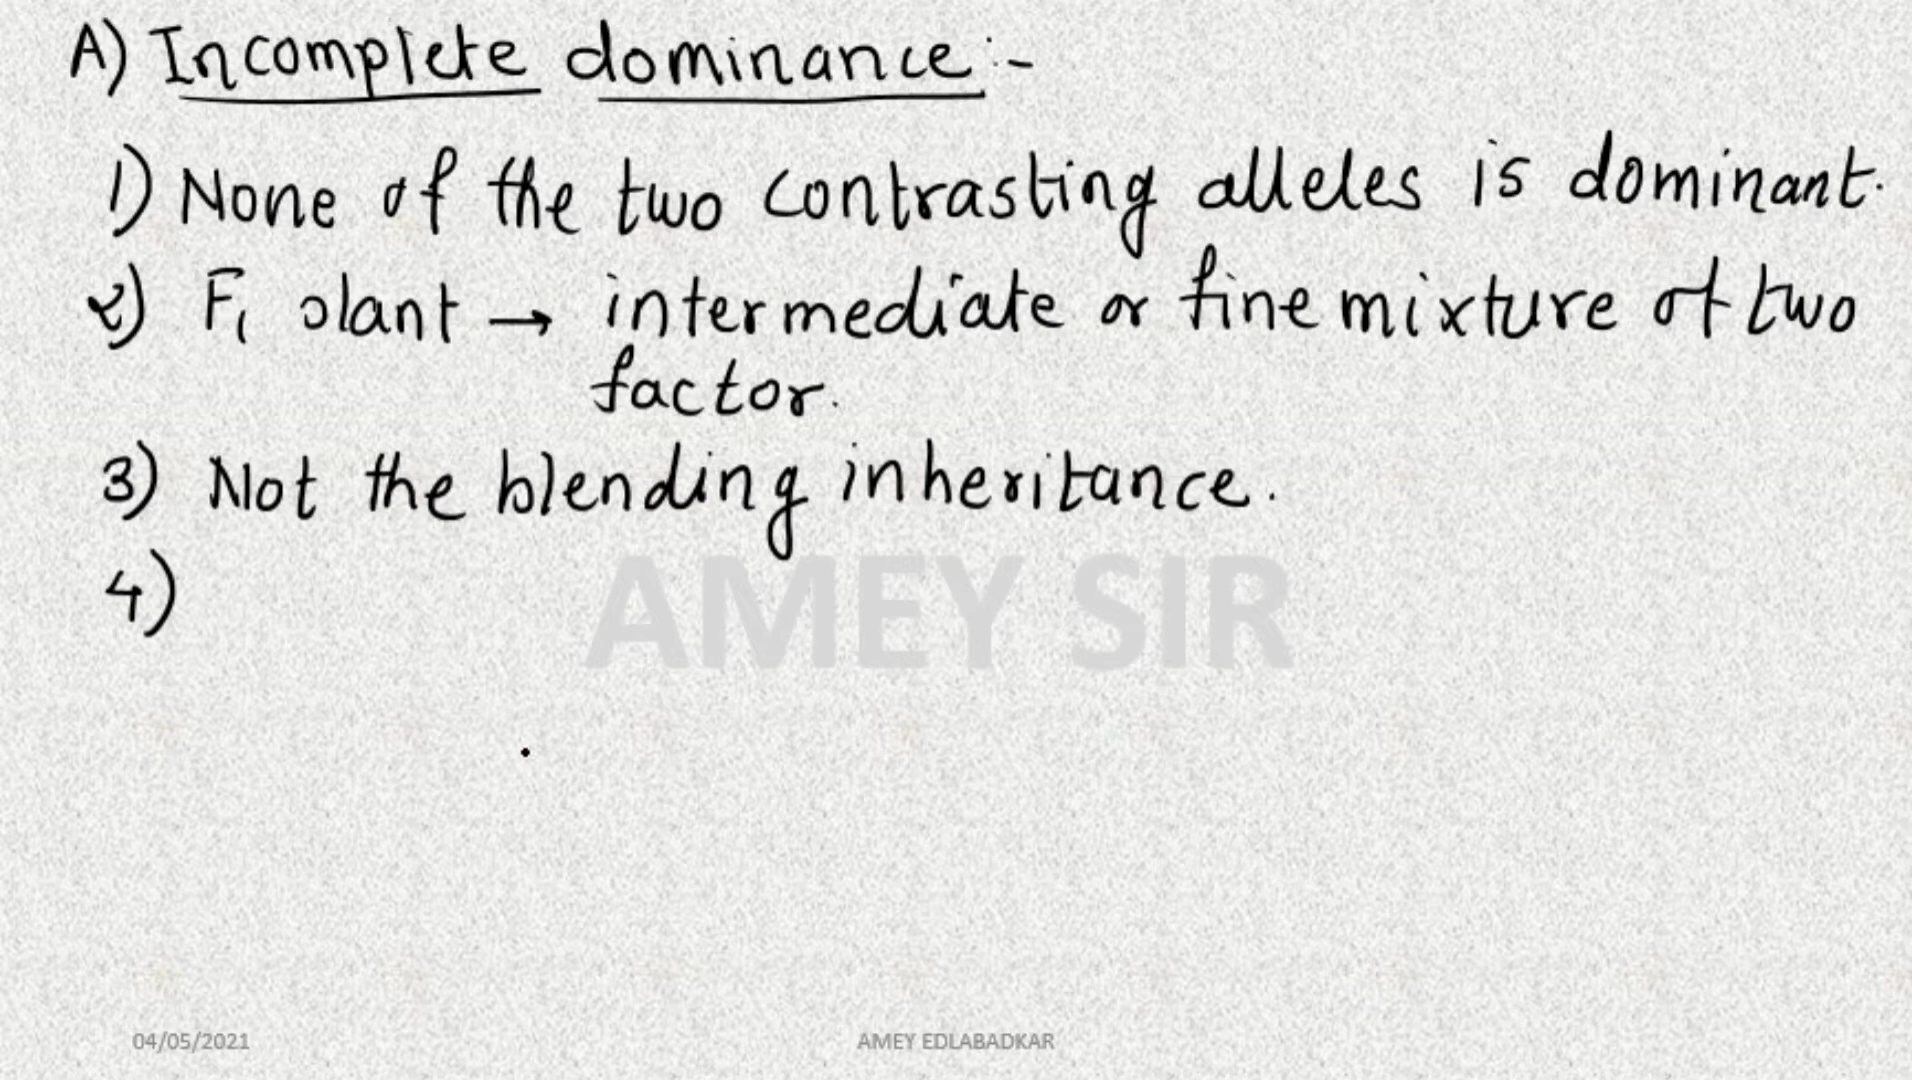 A) Incomplete dominance :-
1) None of the two contrasting alleles is dominant.
2) F₁ plant → intermediate or fine mixture of two
factor.
3) Not the blending inheritance.
4)
AMEY SIR
04/05/2021
AMEY EDLABADKAR